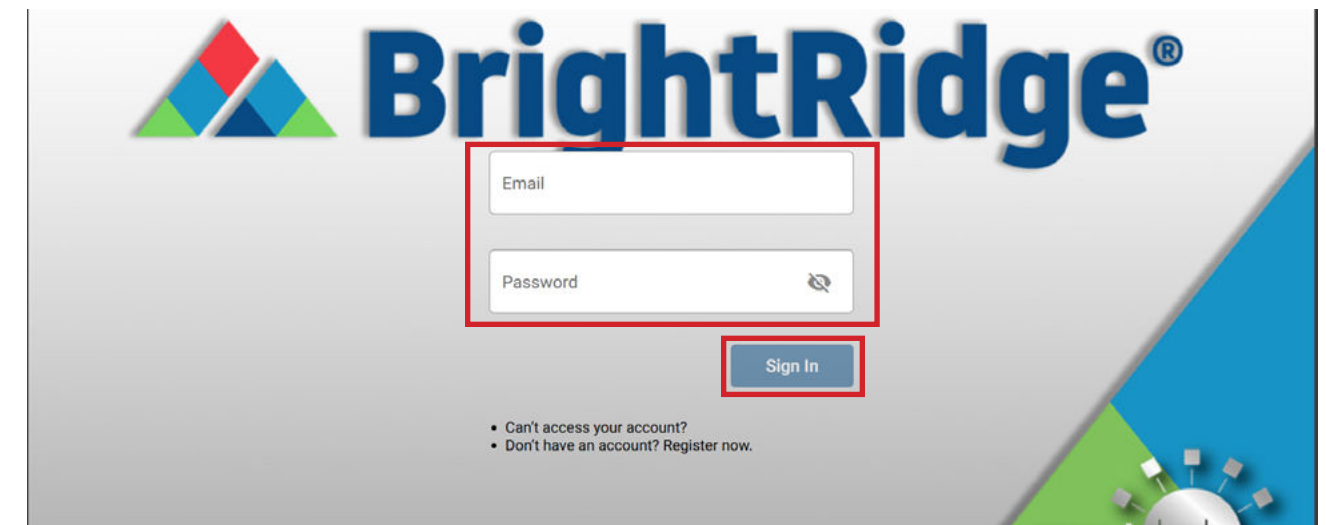 BrightRidge®
Email
Password
Sign In
• Can't access your account?
• Don't have an account? Register now.